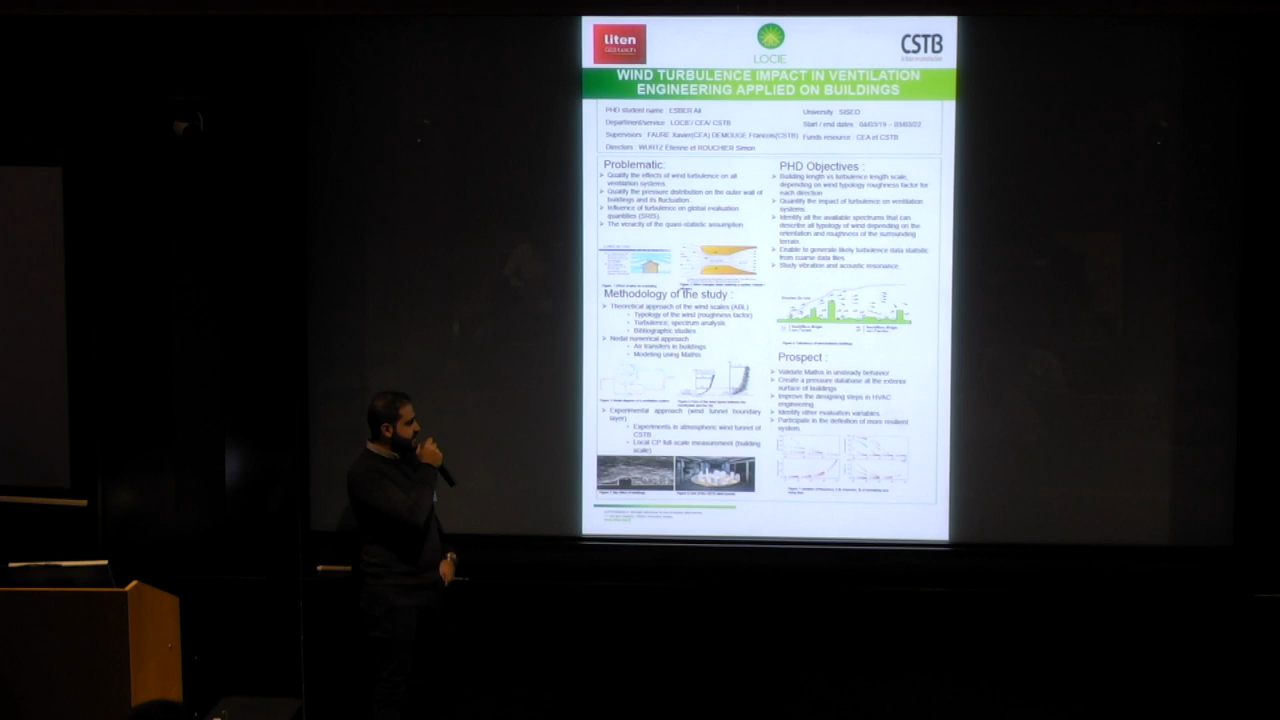 liten
LOCIE
CSTB
WIND TURBULENCE IMPACT IN VENTILATION
ENGINEERING APPLIED ON BUILDINGS
PHD student name : ESBER Ali
Department/service : LOCIE/ CEA/ CSTB
Supervisors : FAURE Xavier(CEA) DEMOUGE Francois(CSTB)
Directors : WURTZ Etienne et ROUCHIER Simon
University : SISEO
Start / end dates : 04/03/19 – 03/03/22
Funds resource : CEA et CSTB
Problematic:
Qualify the effects of wind turbulence on all
ventilation systems.
Qualify the pressure distribution on the outer wall of
buildings and its fluctuation.
Influence of turbulence on global evaluation
quantities (SRIS).
The veracity of the quasi-statistic assumption.
Methodology of the study :
Theoretical approach of the wind scales (ABL)
- Typology of the wind (roughness factor)
- Turbulence; spectrum analysis
- Bibliographic studies
Nodal numerical approach
- Air transfers in buildings
- Modeling using Mathis
Experimental approach (wind tunnel boundary
layer)
- Experiments in atmospheric wind tunnel of
CSTB
- Local CP full-scale measurement (building
scale)
PHD Objectives :
Building length vs turbulence length scale,
depending on wind typology roughness factor for
each direction
Quantify the impact of turbulence on ventilation
systems.
Identify all the available spectrums that can
describe all typology of wind depending on the
orientation and roughness of the surrounding
terrain.
Enable to generate likely turbulence data statistic
from coarse data files.
Study vibration and acoustic resonance.
Prospect :
Validate Mathis in unsteady behavior
Create a pressure database at the exterior
surface of buildings
Improve the designing steps in HVAC
engineering
Identify other evaluation variables.
Participate in the definition of more resilient
system.